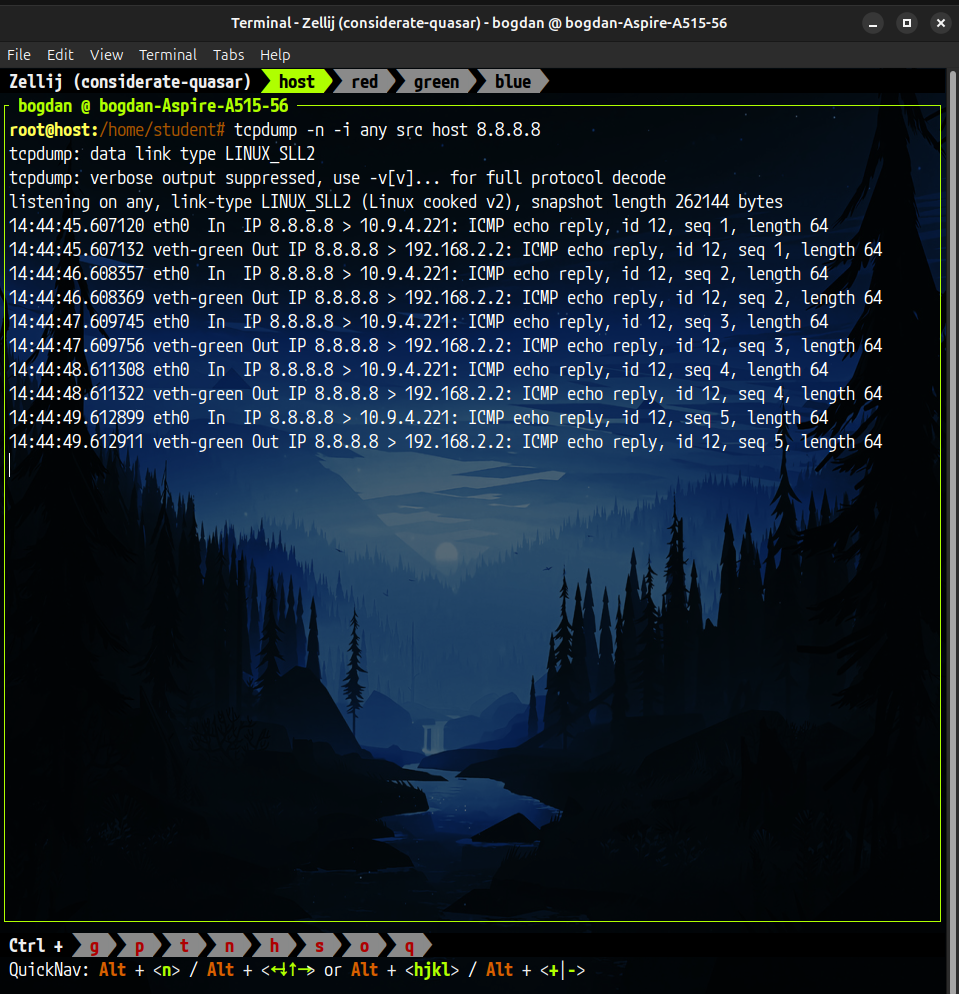 Terminal - Zellij (considerate-quasar) - bogdan @ bogdan-Aspire-A515-56
File Edit View Terminal Tabs Help
Zellij (considerate-quasar) host red green blue
bogdan @ bogdan-Aspire-A515-56
root@host:/home/student# tcpdump -n -i any src host 8.8.8.8
tcpdump: data link type LINUX_SLL2
tcpdump: verbose output suppressed, use -v[v]... for full protocol decode
listening on any, link-type LINUX_SLL2 (Linux cooked v2), snapshot length 262144 bytes
14:44:45.607120 eth0  In  IP 8.8.8.8 > 10.9.4.221: ICMP echo reply, id 12, seq 1, length 64
14:44:45.607132 veth-green Out IP 8.8.8.8 > 192.168.2.2: ICMP echo reply, id 12, seq 1, length 64
14:44:46.608357 eth0  In  IP 8.8.8.8 > 10.9.4.221: ICMP echo reply, id 12, seq 2, length 64
14:44:46.608369 veth-green Out IP 8.8.8.8 > 192.168.2.2: ICMP echo reply, id 12, seq 2, length 64
14:44:47.609745 eth0  In  IP 8.8.8.8 > 10.9.4.221: ICMP echo reply, id 12, seq 3, length 64
14:44:47.609756 veth-green Out IP 8.8.8.8 > 192.168.2.2: ICMP echo reply, id 12, seq 3, length 64
14:44:48.611308 eth0  In  IP 8.8.8.8 > 10.9.4.221: ICMP echo reply, id 12, seq 4, length 64
14:44:48.611322 veth-green Out IP 8.8.8.8 > 192.168.2.2: ICMP echo reply, id 12, seq 4, length 64
14:44:49.612899 eth0  In  IP 8.8.8.8 > 10.9.4.221: ICMP echo reply, id 12, seq 5, length 64
14:44:49.612911 veth-green Out IP 8.8.8.8 > 192.168.2.2: ICMP echo reply, id 12, seq 5, length 64
Ctrl + g p t n h s o q
QuickNav: Alt + <n> / Alt + <←↓↑→> or Alt + <hjkl> / Alt + <+|->